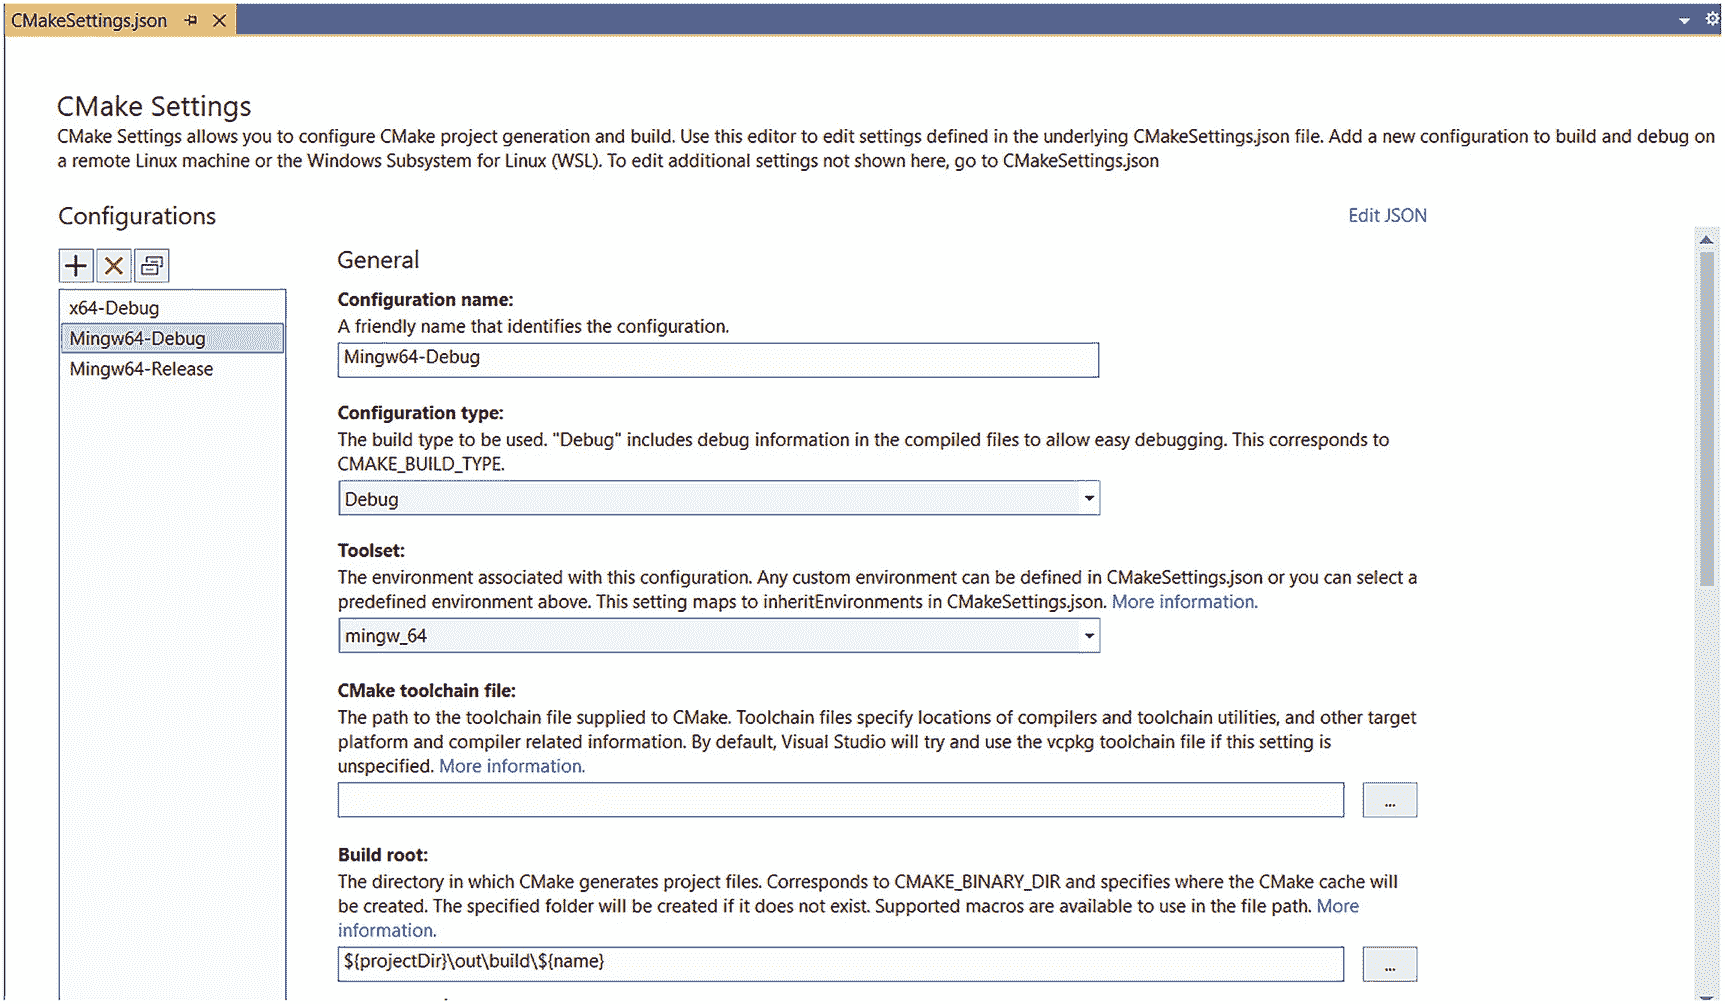 CMakeSettings.json
CMake Settings
CMake Settings allows you to configure CMake project generation and build. Use this editor to edit settings defined in the underlying CMakeSettings.json file. Add a new configuration to build and debug on
a remote Linux machine or the Windows Subsystem for Linux (WSL). To edit additional settings not shown here, go to CMakeSettings.json
Configurations
Edit JSON
x64-Debug
Mingw64-Debug
Mingw64-Release
General
Configuration name:
A friendly name that identifies the configuration.
Mingw64-Debug
Configuration type:
The build type to be used. "Debug" includes debug information in the compiled files to allow easy debugging. This corresponds to
CMAKE_BUILD_TYPE.
Debug
Toolset:
The environment associated with this configuration. Any custom environment can be defined in CMakeSettings.json or you can select a
predefined environment above. This setting maps to inheritEnvironments in CMakeSettings.json. More information.
mingw_64
CMake toolchain file:
The path to the toolchain file supplied to CMake. Toolchain files specify locations of compilers and toolchain utilities, and other target
platform and compiler related information. By default, Visual Studio will try and use the vcpkg toolchain file if this setting is
unspecified. More information.
...
Build root:
The directory in which CMake generates project files. Corresponds to CMAKE_BINARY_DIR and specifies where the CMake cache will
be created. The specified folder will be created if it does not exist. Supported macros are available to use in the file path. More
information.
${projectDir}\out\build\${name}
...